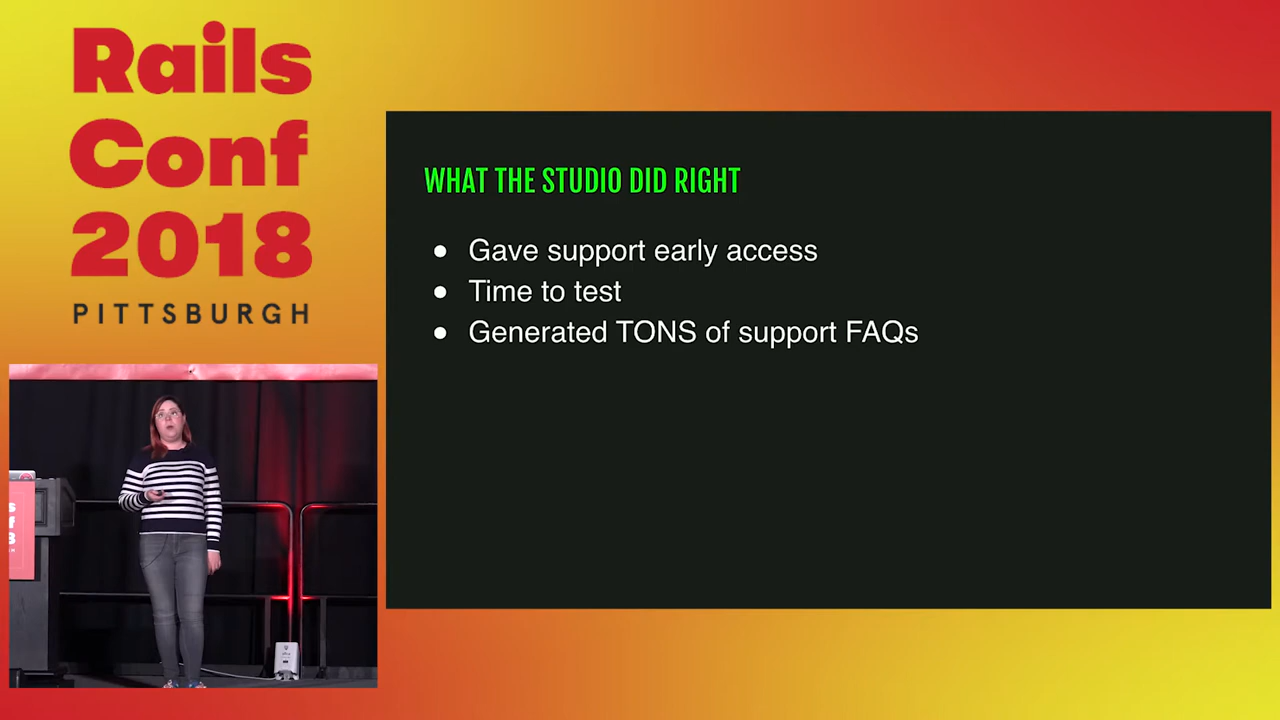 Rails
Conf
2018
PITTSBURGH
WHAT THE STUDIO DID RIGHT
● Gave support early access
● Time to test
● Generated TONS of support FAQs